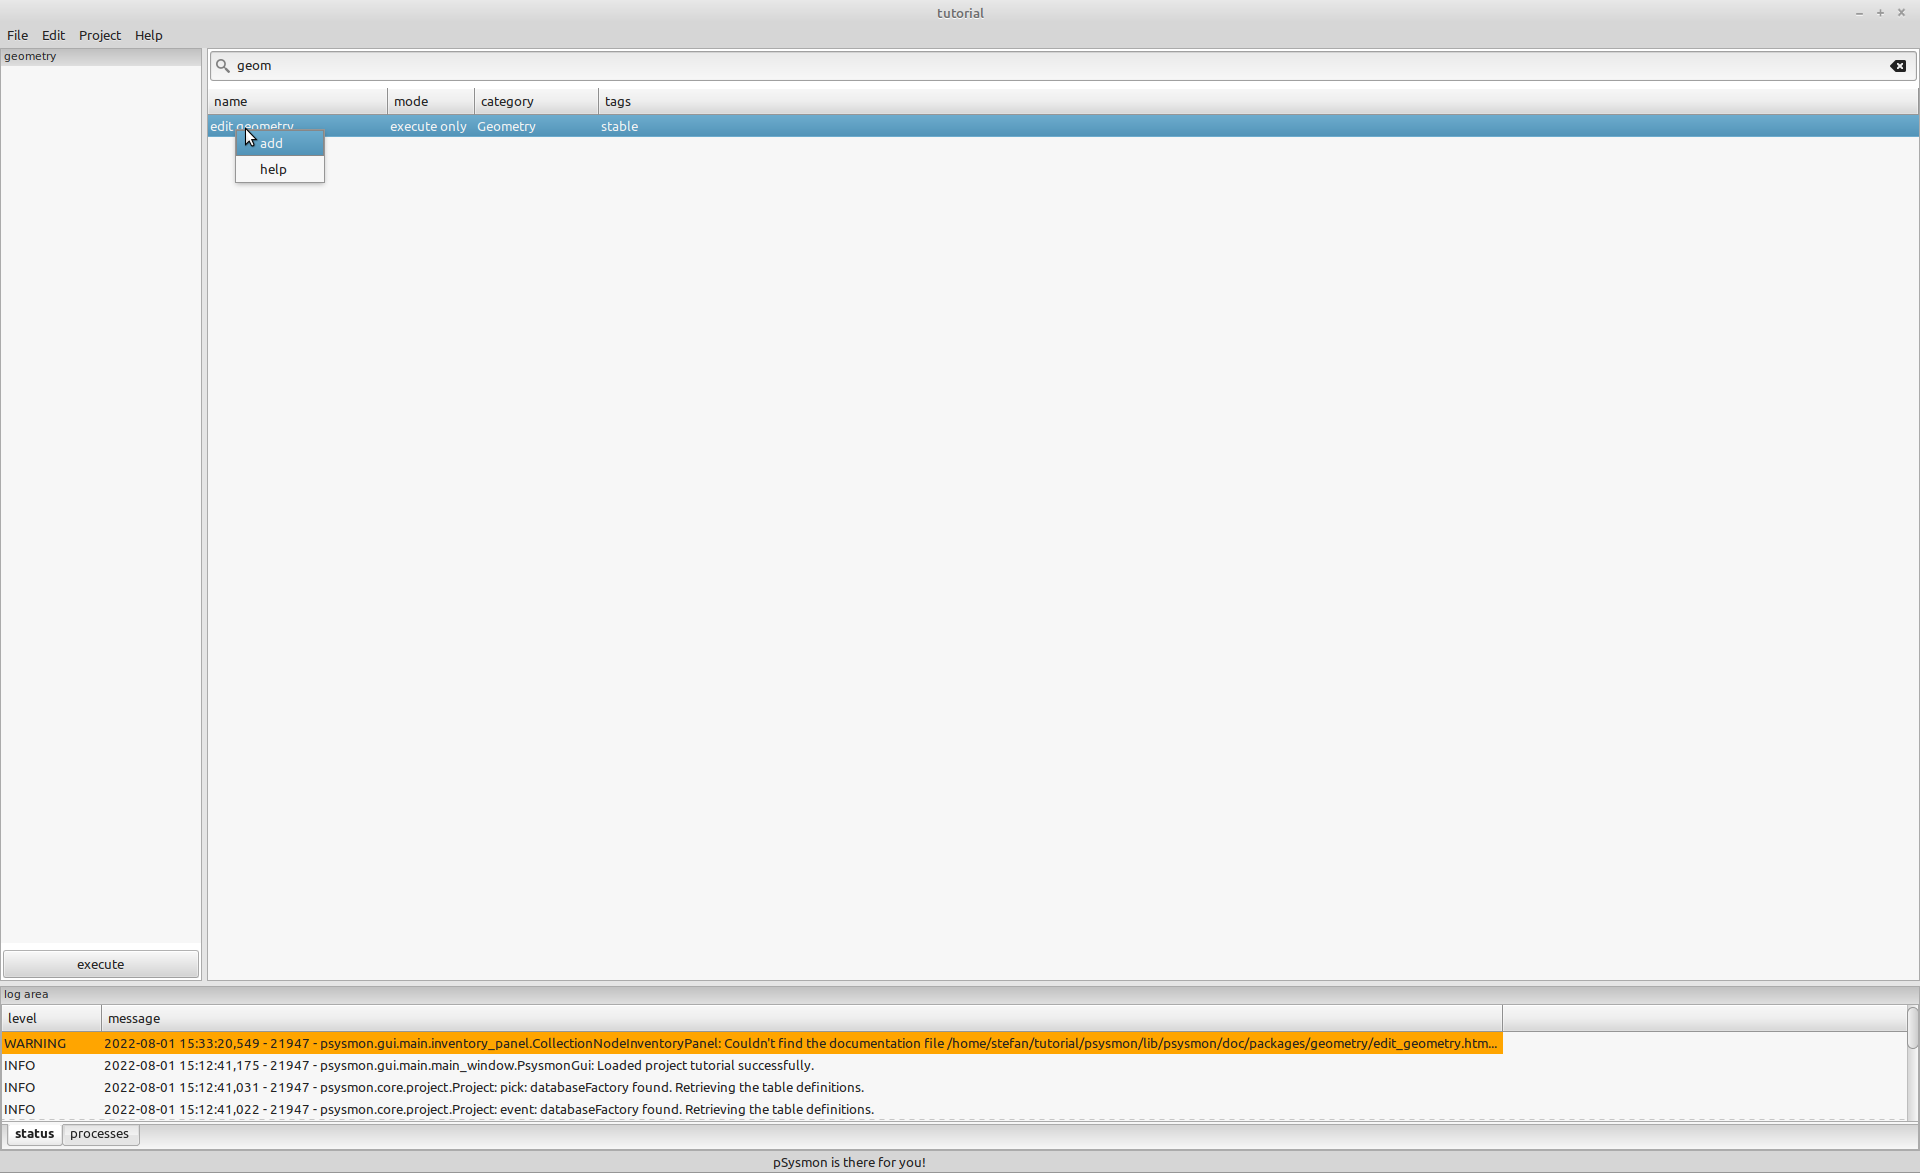 tutorial
File Edit Project Help
geometry
geom
name mode category tags
edit geometry execute only Geometry stable
add
help
execute
log area
level message
WARNING 2022-08-01 15:33:20,549 - 21947 - psysmon.gui.main.inventory_panel.CollectionNodeInventoryPanel: Couldn't find the documentation file /home/stefan/tutorial/psysmon/lib/psysmon/doc/packages/geometry/edit_geometry.htm...
INFO 2022-08-01 15:12:41,175 - 21947 - psysmon.gui.main.main_window.PsysmonGui: Loaded project tutorial successfully.
INFO 2022-08-01 15:12:41,031 - 21947 - psysmon.core.project.Project: pick: databaseFactory found. Retrieving the table definitions.
INFO 2022-08-01 15:12:41,022 - 21947 - psysmon.core.project.Project: event: databaseFactory found. Retrieving the table definitions.
status processes
pSysmon is there for you!